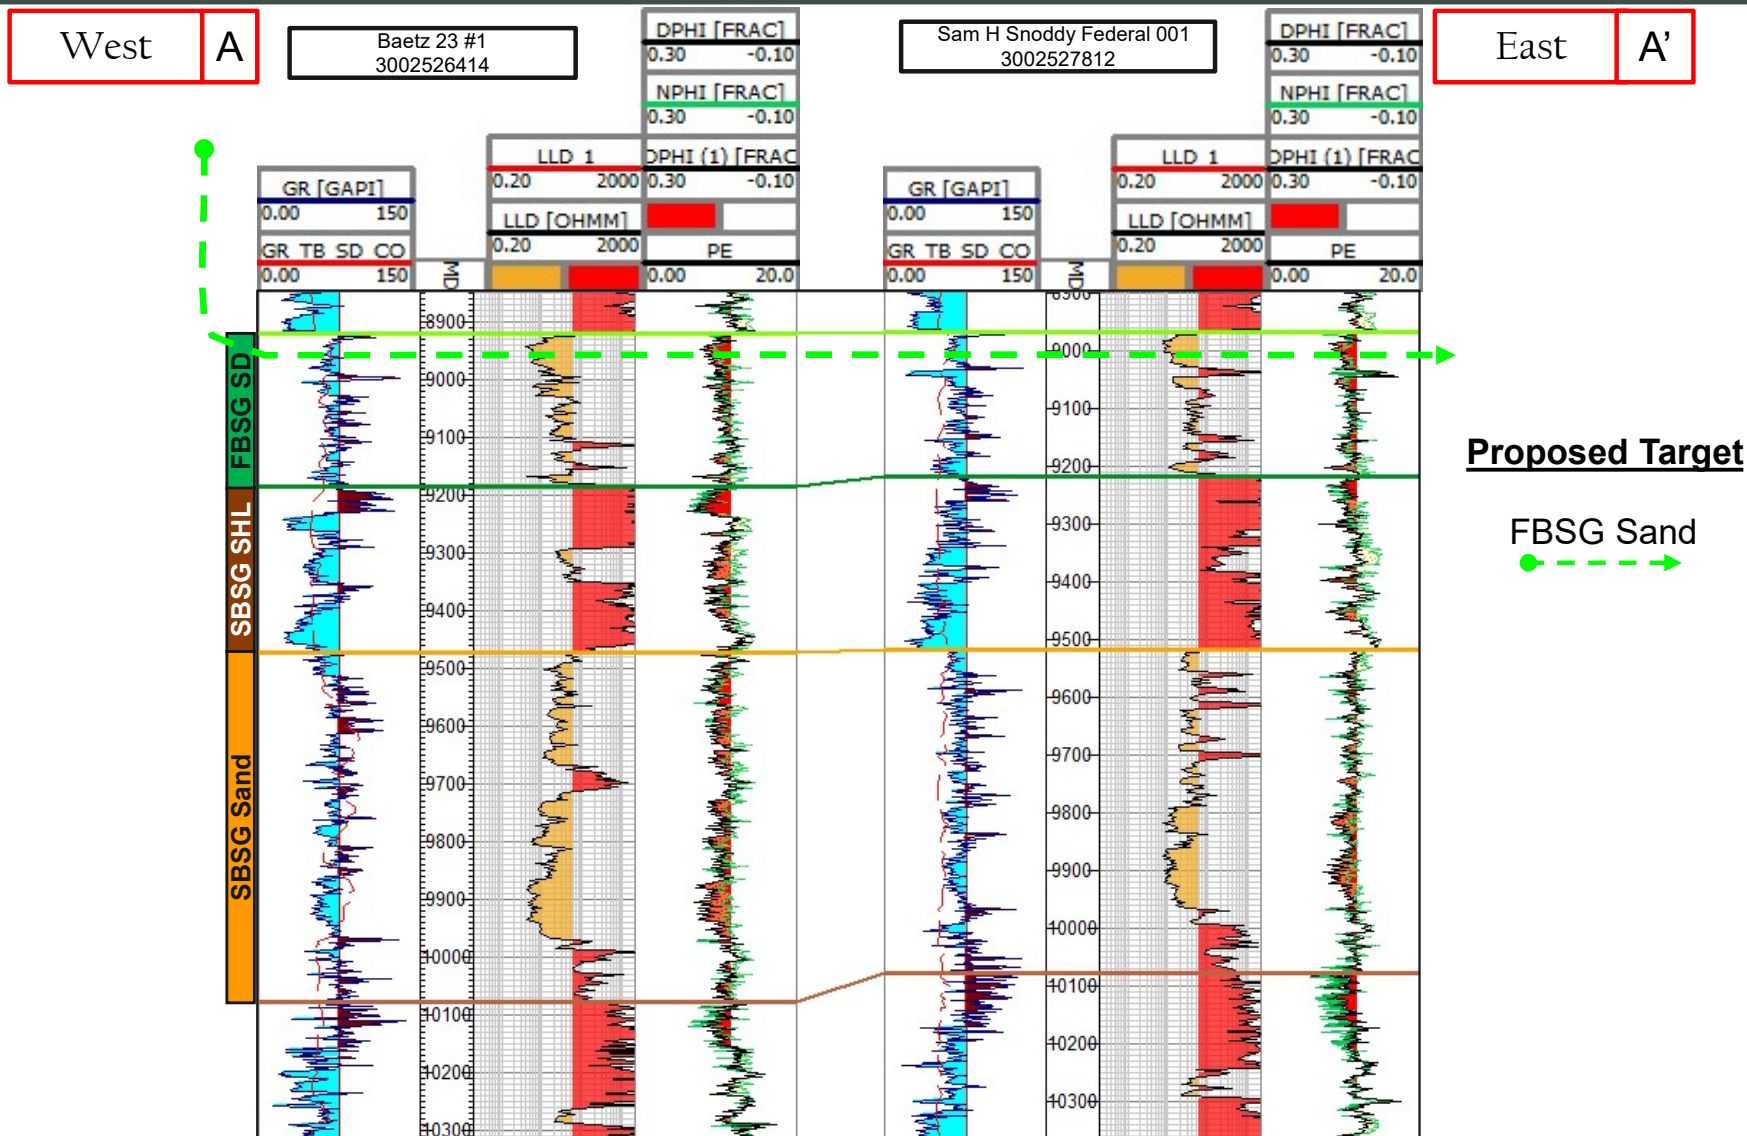 West
A
Baetz 23 #1
3002526414
Sam H Snoddy Federal 001
3002527812
East
A'
DPHI [FRAC]
0.30 -0.10
NPHI [FRAC]
0.30 -0.10
DPHI (1) [FRAC
0.30 -0.10
PE
0.00 20.0
LLD 1
0.20 2000
LLD [OHMM]
0.20 2000
GR [GAPI]
0.00 150
GR TB SD CO
0.00 150
MD
DPHI [FRAC]
0.30 -0.10
NPHI [FRAC]
0.30 -0.10
DPHI (1) [FRAC
0.30 -0.10
PE
0.00 20.0
LLD 1
0.20 2000
LLD [OHMM]
0.20 2000
GR [GAPI]
0.00 150
GR TB SD CO
0.00 150
MD
FBSG SD
SBSG SHL
SBSG Sand
8900
9000
9100
9200
9300
9400
9500
9600
9700
9800
9900
10000
10100
10200
10300
8900
9000
9100
9200
9300
9400
9500
9600
9700
9800
9900
10000
10100
10200
10300
Proposed Target
FBSG Sand